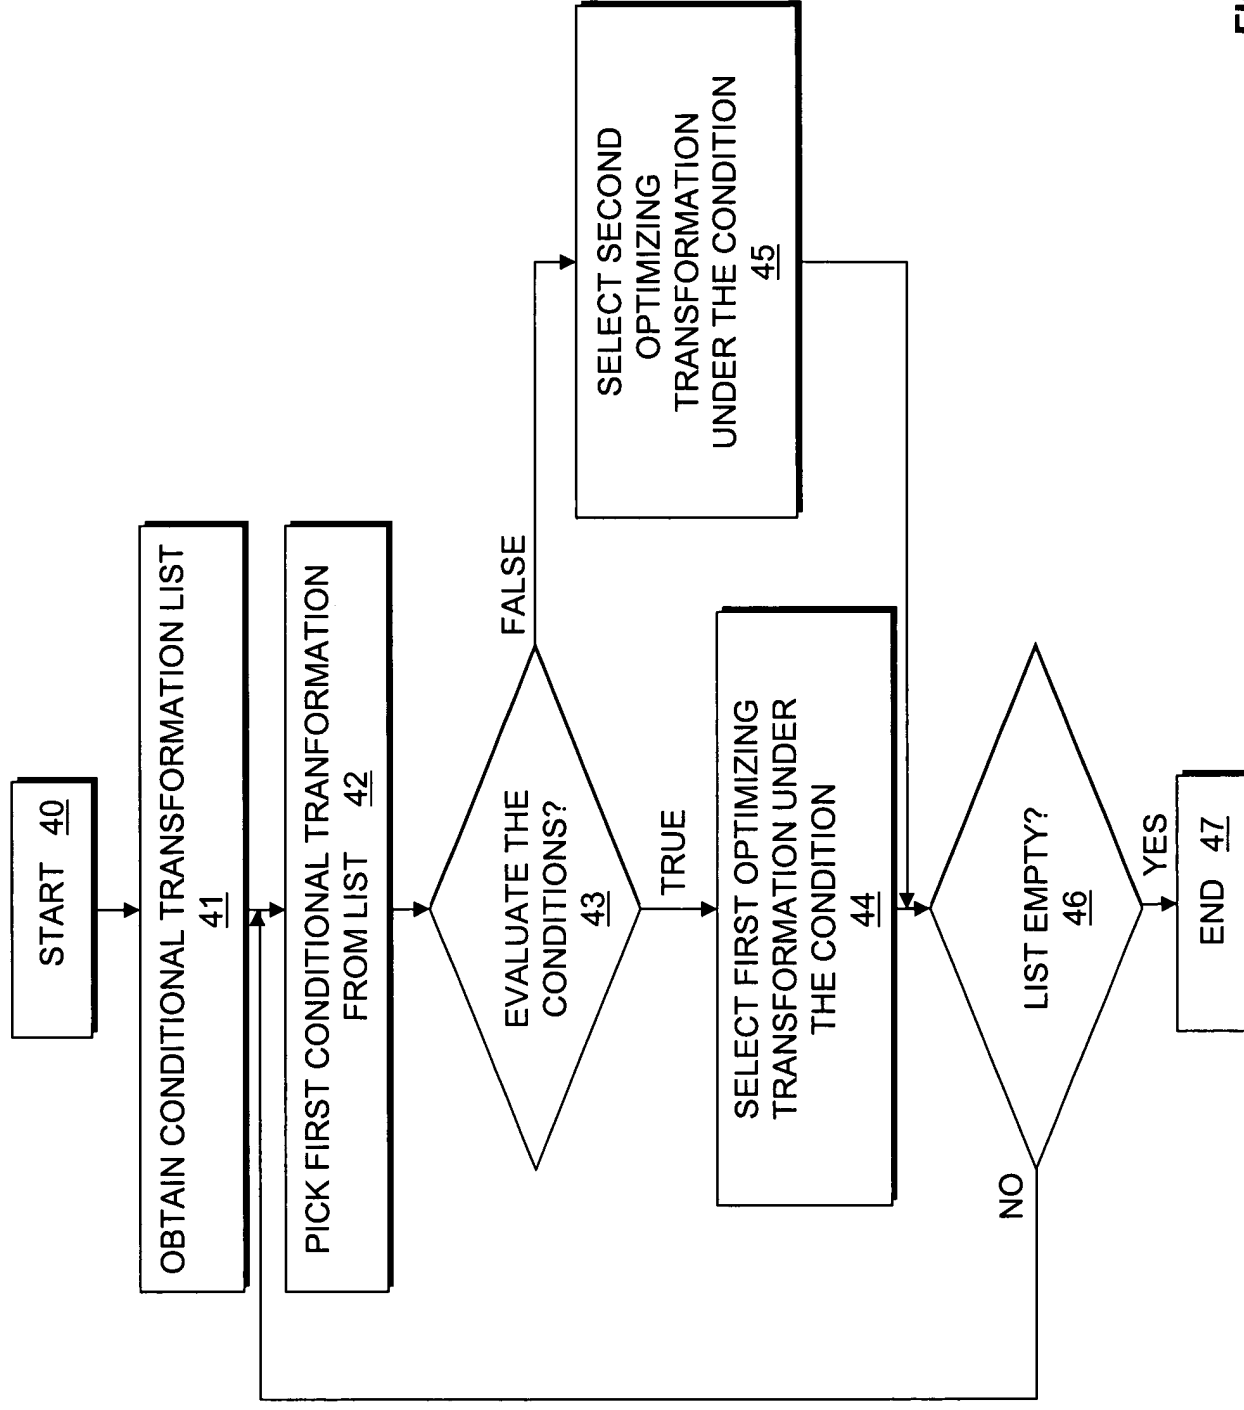 START 40
OBTAIN CONDITIONAL TRANSFORMATION LIST
41
PICK FIRST CONDITIONAL TRANFORMATION
FROM LIST 42
EVALUATE THE
CONDITIONS?
43
FALSE
TRUE
SELECT SECOND
OPTIMIZING
TRANSFORMATION
UNDER THE CONDITION
45
SELECT FIRST OPTIMIZING
TRANSFORMATION UNDER
THE CONDITION
44
LIST EMPTY?
46
NO
YES
END 47